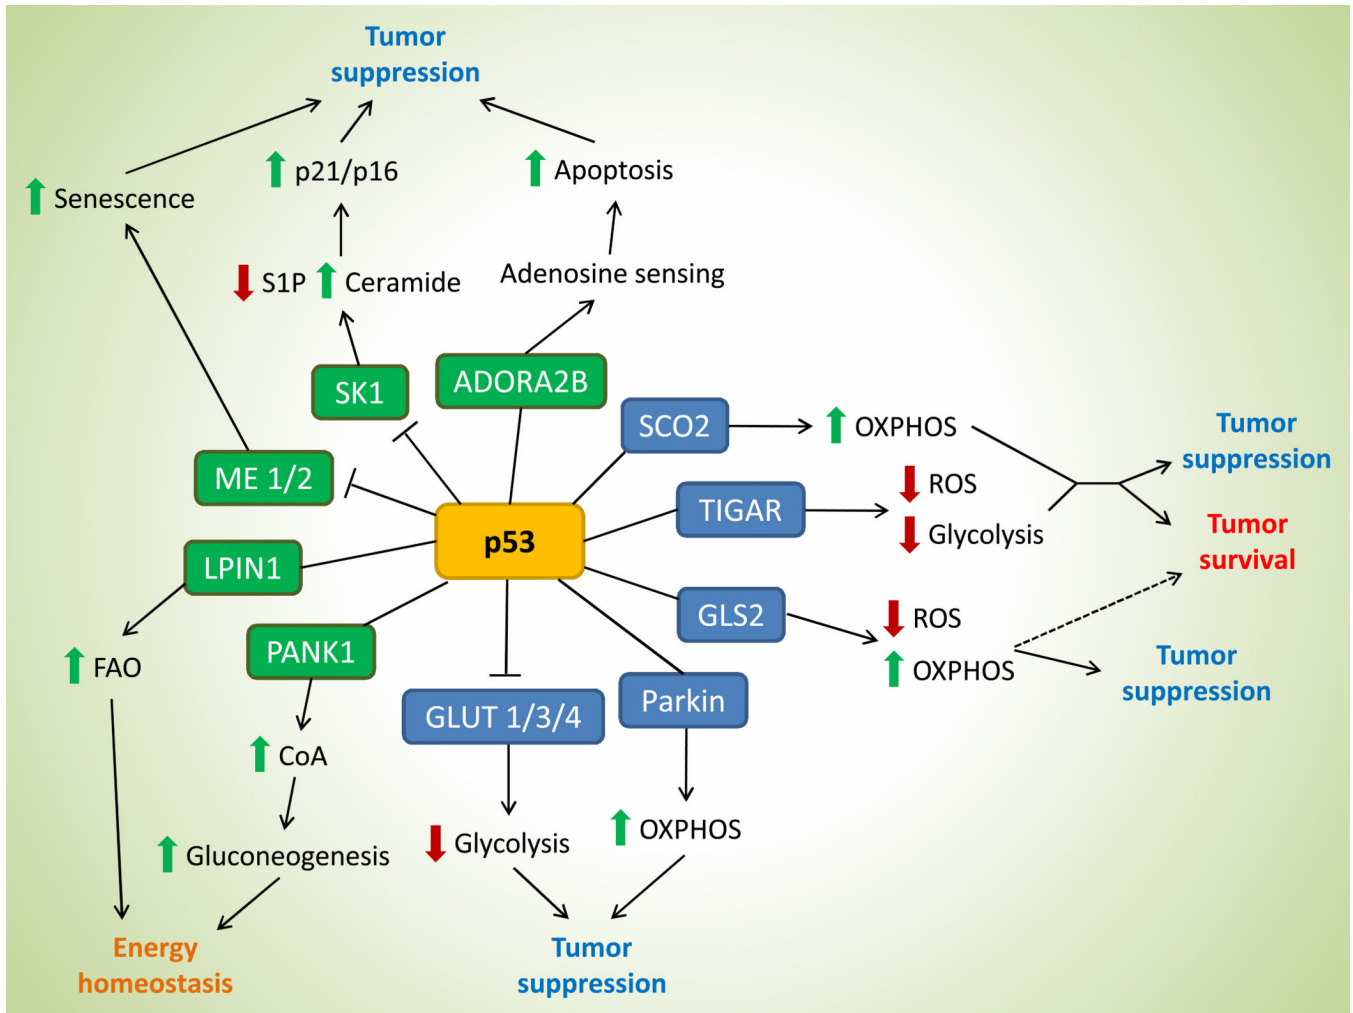 Tumor
suppression
p21/p16
Apoptosis
Senescence
S1P
Ceramide
Adenosine sensing
SK1
ADORA2B
SCO2
OXPHOS
Tumor
suppression
ME 1/2
TIGAR
ROS
Glycolysis
Tumor
survival
p53
LPIN1
GLS2
ROS
OXPHOS
Tumor
suppression
PANK1
FAO
GLUT 1/3/4
Parkin
CoA
Gluconeogenesis
Glycolysis
OXPHOS
Energy
homeostasis
Tumor
suppression